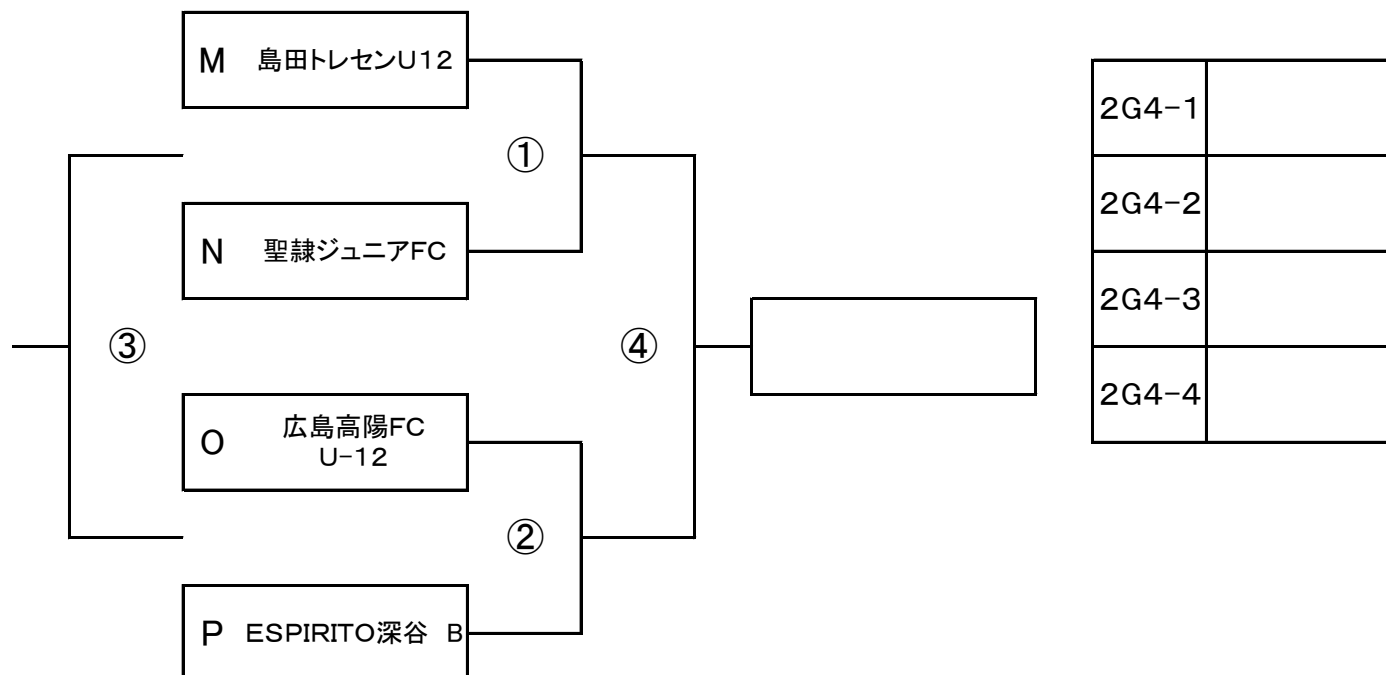 M 島田トレセンU12
①
N 聖隷ジュニアFC
③
④
O 広島高陽FC
U-12
②
P ESPIRITO深谷 B
2G4-1
2G4-2
2G4-3
2G4-4